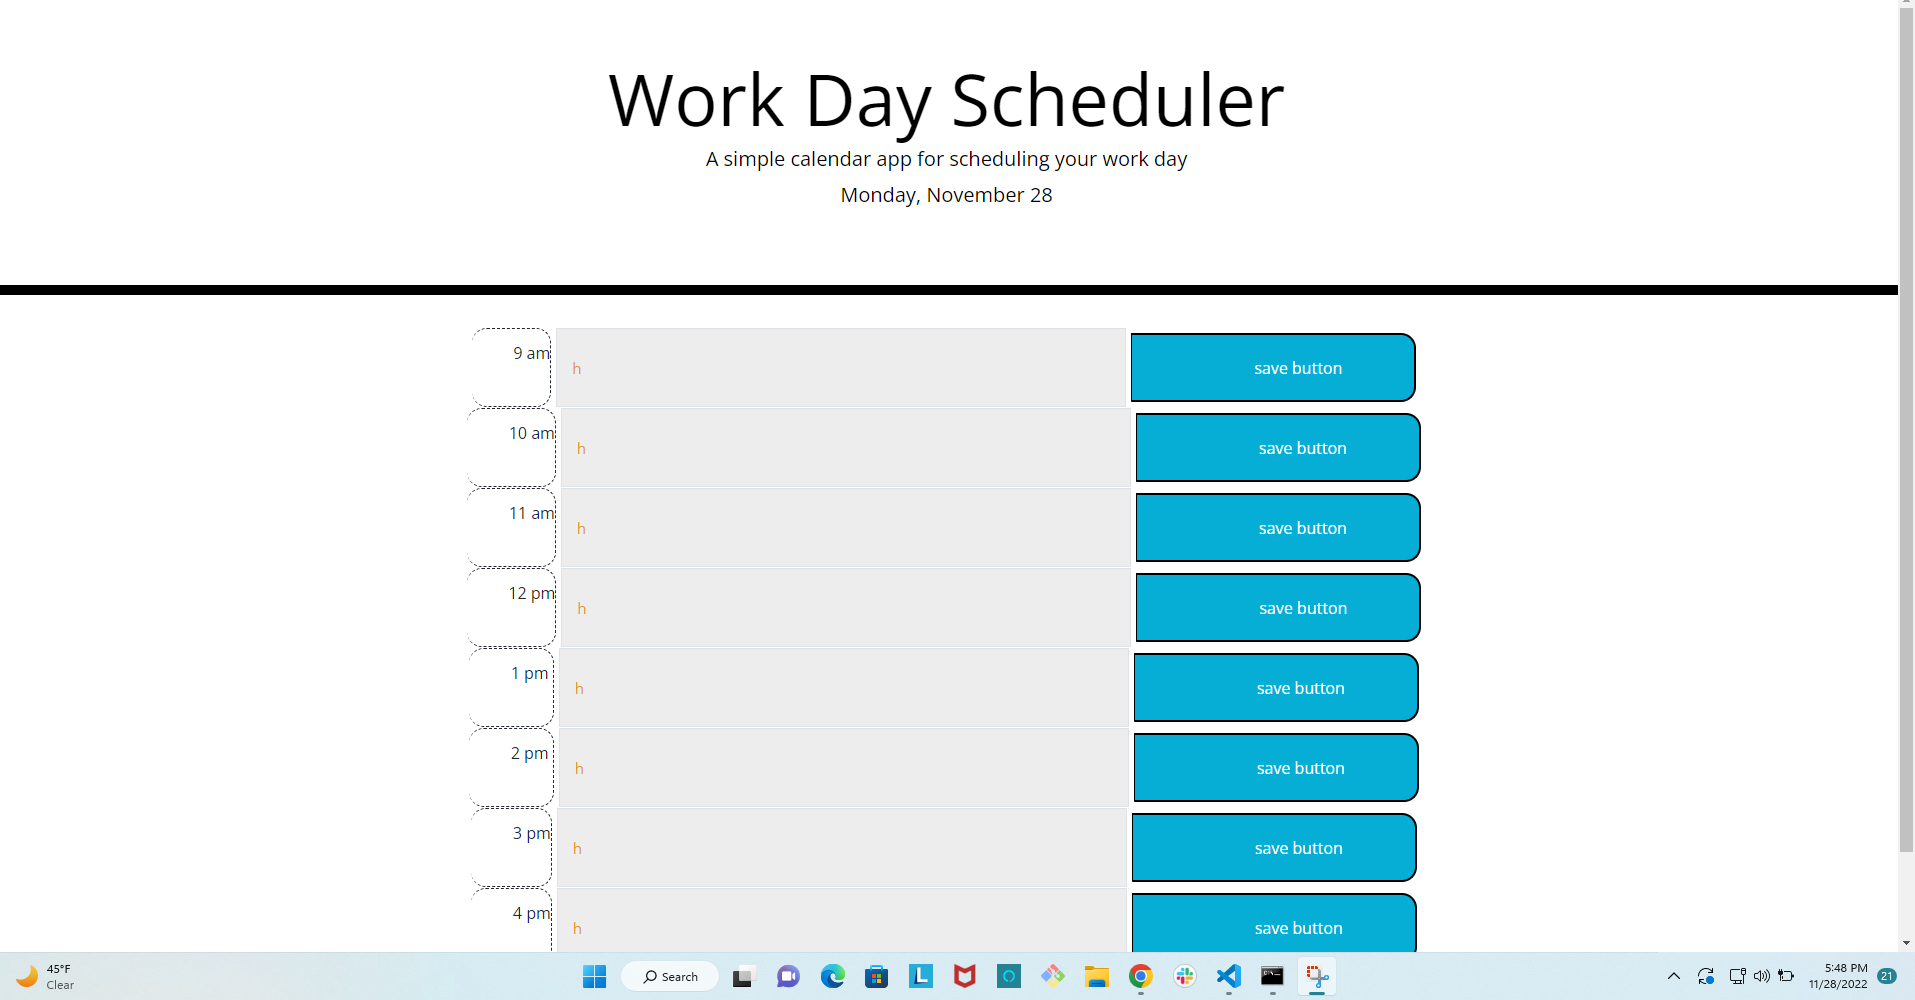 Work Day Scheduler
A simple calendar app for scheduling your work day
Monday, November 28
9 am h save button
10 am h save button
11 am h save button
12 pm h save button
1 pm h save button
2 pm h save button
3 pm h save button
4 pm h save button
45°F
Clear
Search
5:48 PM
11/28/2022
21